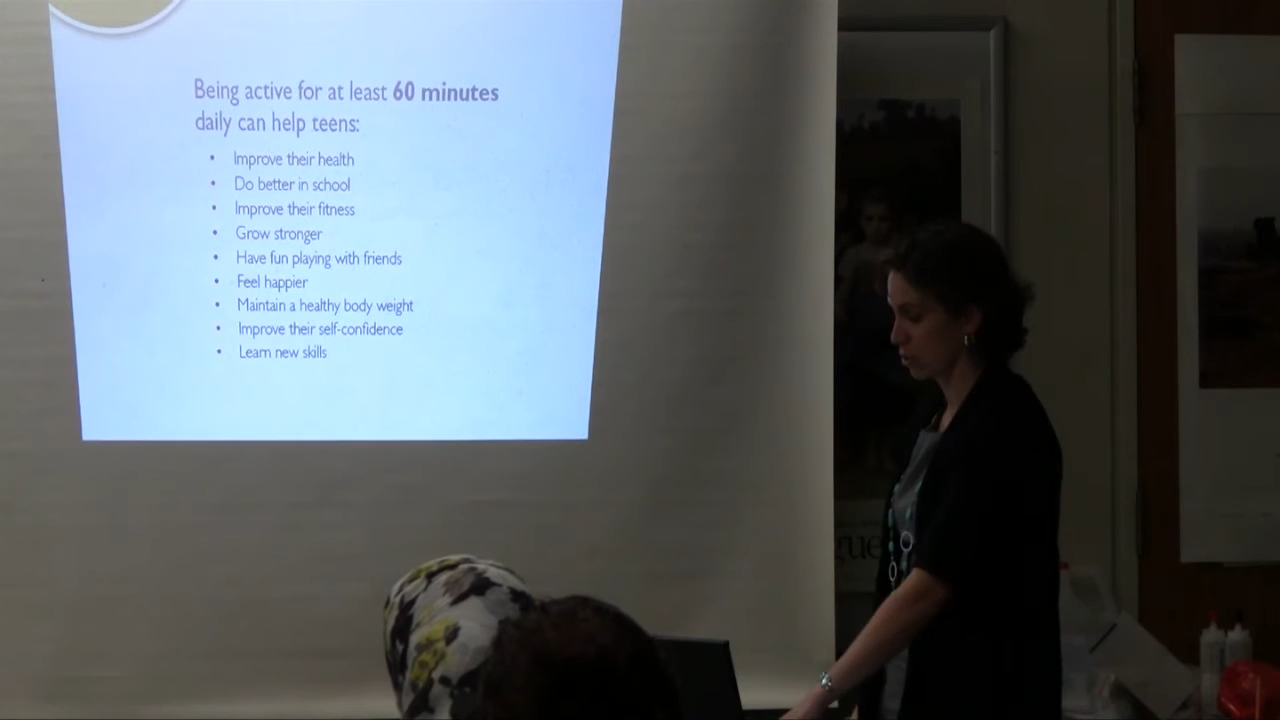 Being active for at least 60 minutes
daily can help teens:
• Improve their health
• Do better in school
• Improve their fitness
• Grow stronger
• Have fun playing with friends
• Feel happier
• Maintain a healthy body weight
• Improve their self-confidence
• Learn new skills